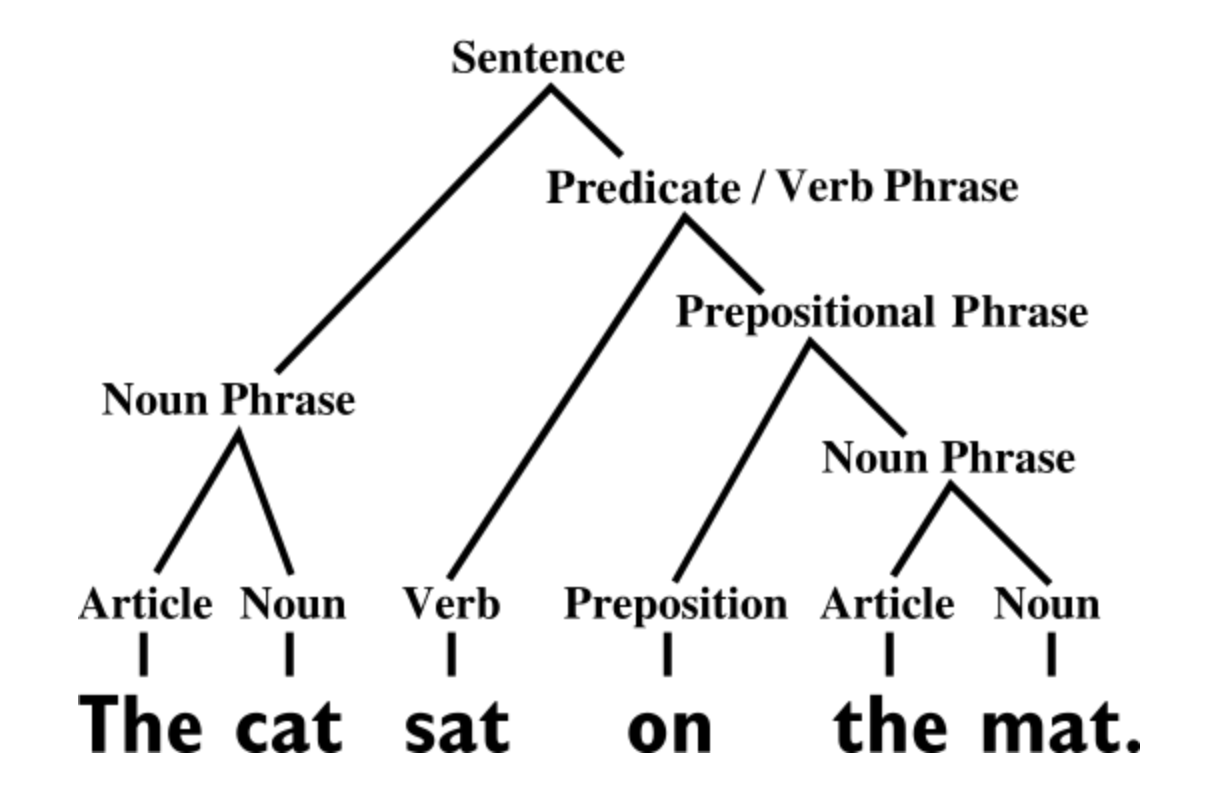 Sentence
Predicate / Verb Phrase
Prepositional Phrase
Noun Phrase
Noun Phrase
Article Noun Verb Preposition Article Noun
The cat sat on the mat.